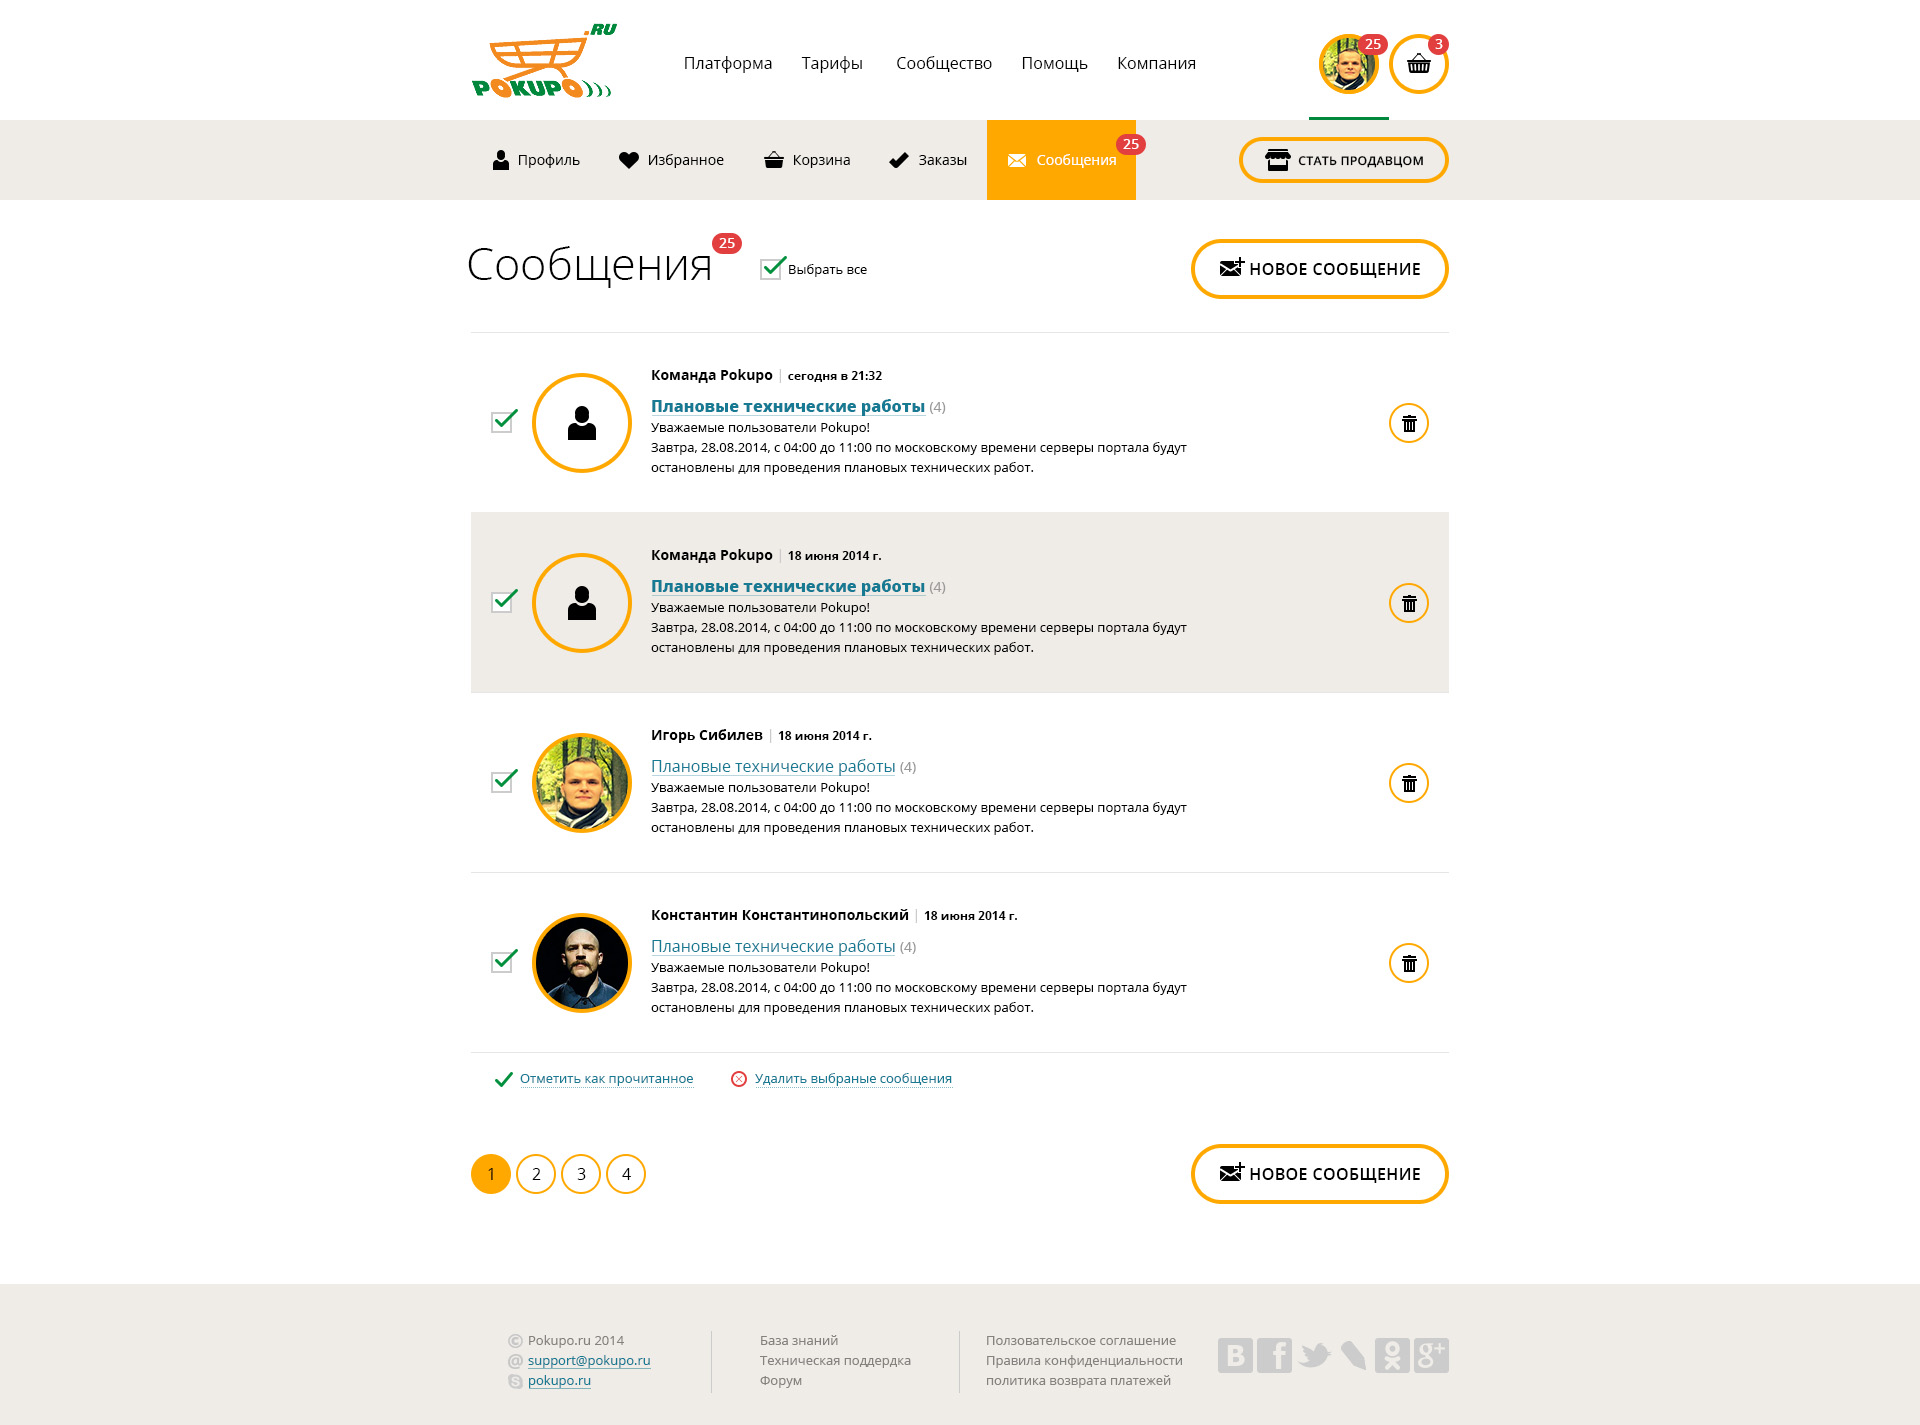 .RU
POKUPO
Платформа Тарифы Сообщество Помощь Компания
25
3
Профиль Избранное Корзина Заказы Сообщения 25
СТАТЬ ПРОДАВЦОМ
Сообщения 25
Выбрать все
НОВОЕ СООБЩЕНИЕ
Команда Pokupo | сегодня в 21:32
Плановые технические работы (4)
Уважаемые пользователи Pokupo!
Завтра, 28.08.2014, с 04:00 до 11:00 по московскому времени серверы портала будут
остановлены для проведения плановых технических работ.
Команда Pokupo | 18 июня 2014 г.
Плановые технические работы (4)
Уважаемые пользователи Pokupo!
Завтра, 28.08.2014, с 04:00 до 11:00 по московскому времени серверы портала будут
остановлены для проведения плановых технических работ.
Игорь Сибилев | 18 июня 2014 г.
Плановые технические работы (4)
Уважаемые пользователи Pokupo!
Завтра, 28.08.2014, с 04:00 до 11:00 по московскому времени серверы портала будут
остановлены для проведения плановых технических работ.
Константин Константинопольский | 18 июня 2014 г.
Плановые технические работы (4)
Уважаемые пользователи Pokupo!
Завтра, 28.08.2014, с 04:00 до 11:00 по московскому времени серверы портала будут
остановлены для проведения плановых технических работ.
Отметить как прочитанное
Удалить выбраные сообщения
1 2 3 4
НОВОЕ СООБЩЕНИЕ
© Pokupo.ru 2014
@ support@pokupo.ru
pokupo.ru
База знаний
Техническая поддердка
Форум
Ползовательское соглашение
Правила конфиденциальности
политика возврата платежей